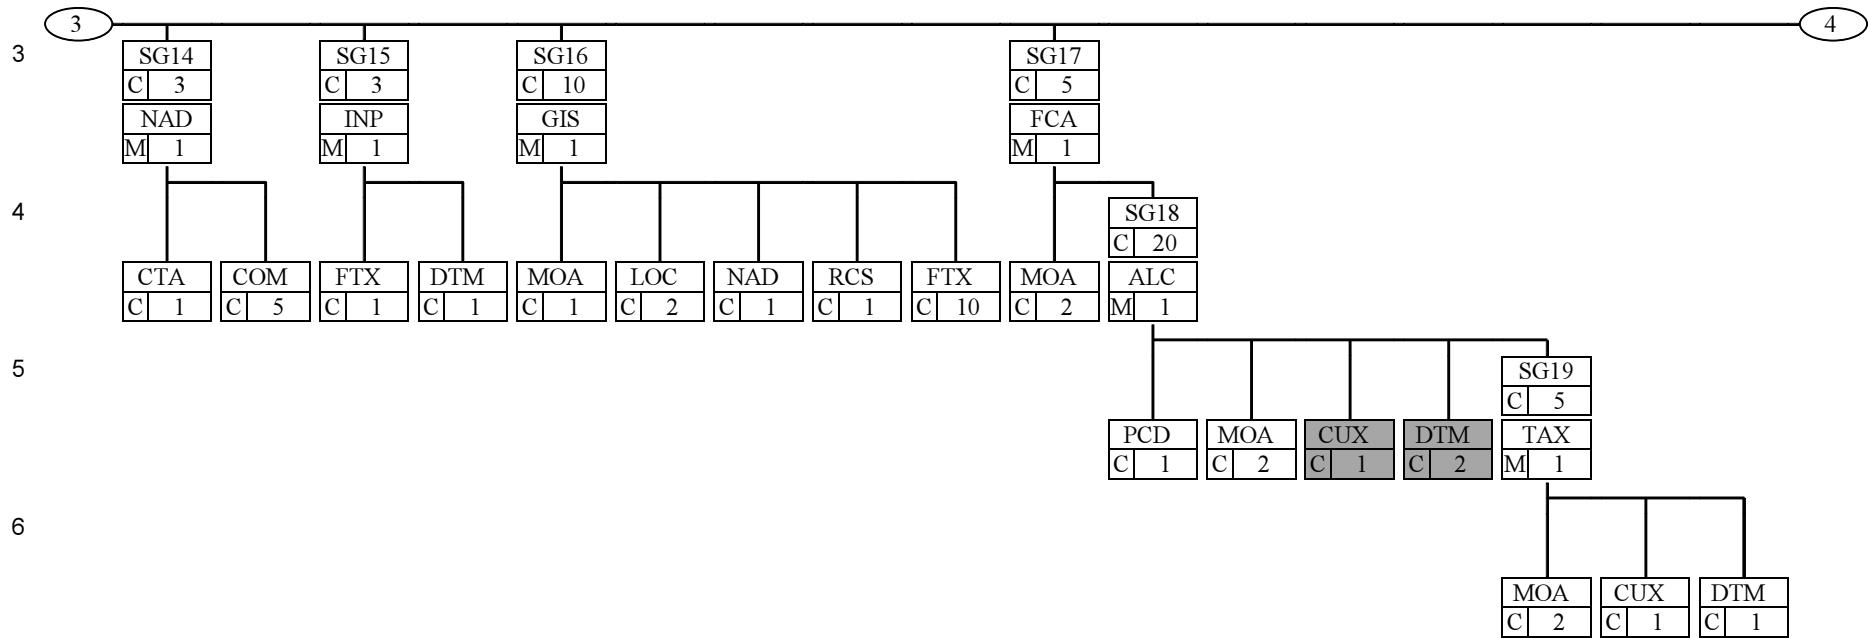 3 4
3 SG14 SG15 SG16 SG17
C 3 C 3 C 10 C 5
NAD INP GIS FCA
M 1 M 1 M 1 M 1
4 SG18
C 20
CTA COM FTX DTM MOA LOC NAD RCS FTX MOA ALC
C 1 C 5 C 1 C 1 C 1 C 2 C 1 C 1 C 10 C 2 M 1
5 SG19
C 5
PCD MOA CUX DTM TAX
C 1 C 2 C 1 C 2 M 1
6
MOA CUX DTM
C 2 C 1 C 1